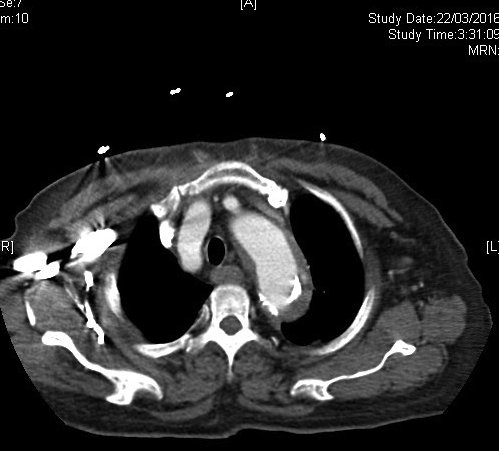 Se:7
m:10
[A]
Study Date:22/03/2018
Study Time:3:31:09
MRN:
R]
[L]